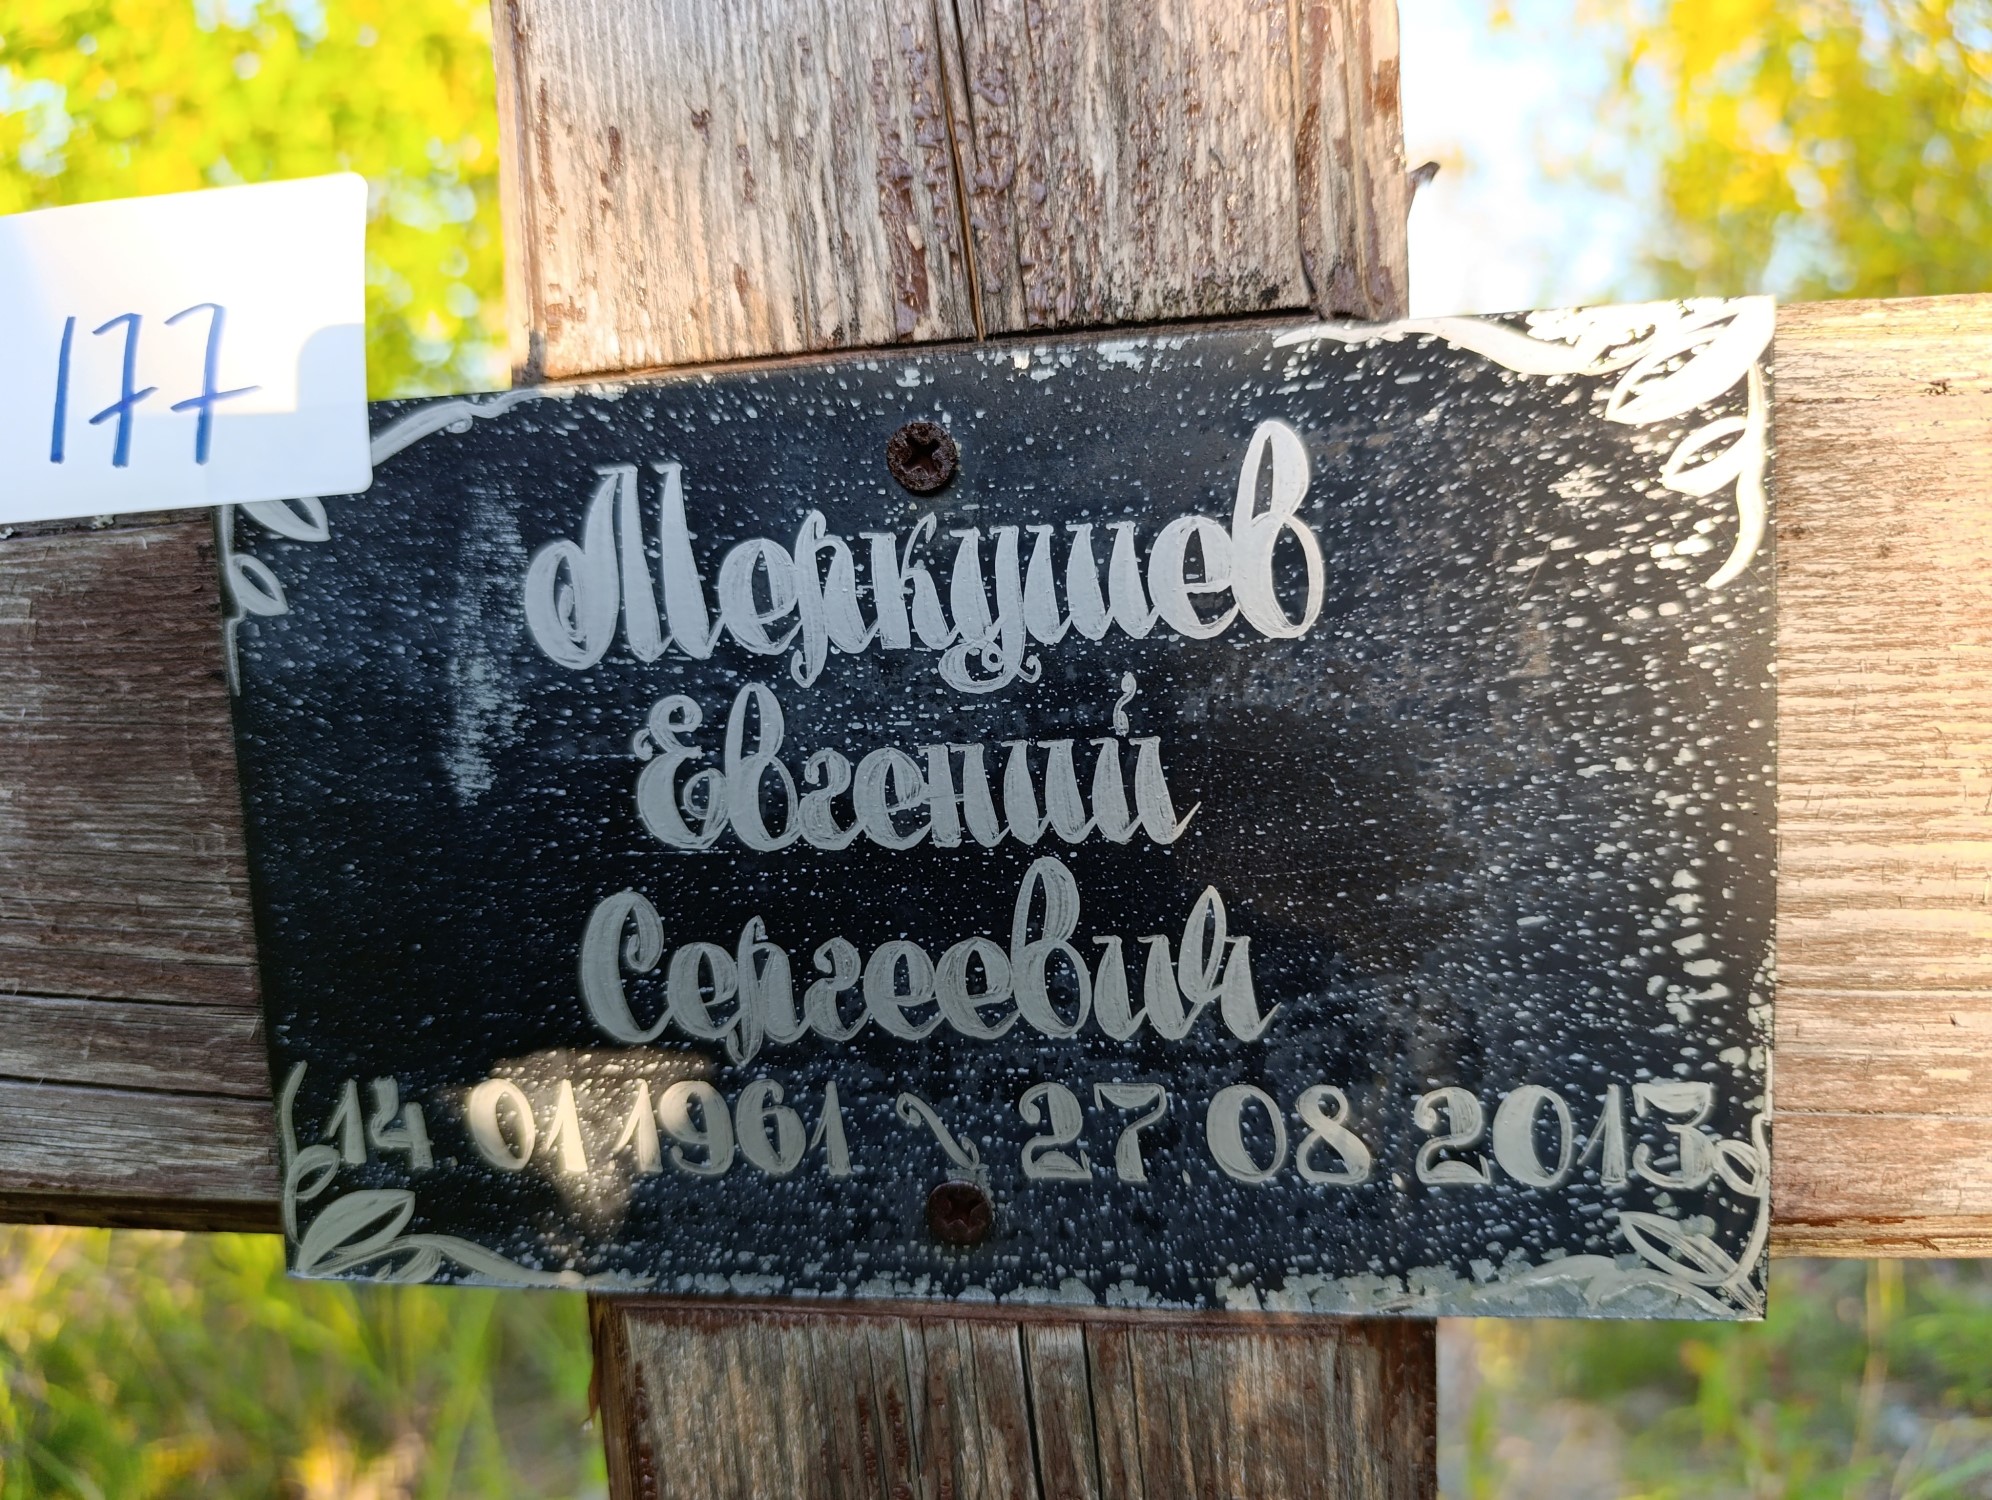 177
Меркушев
Евгений
Сергеевич
14 01 1961 ~ 27 08 2013